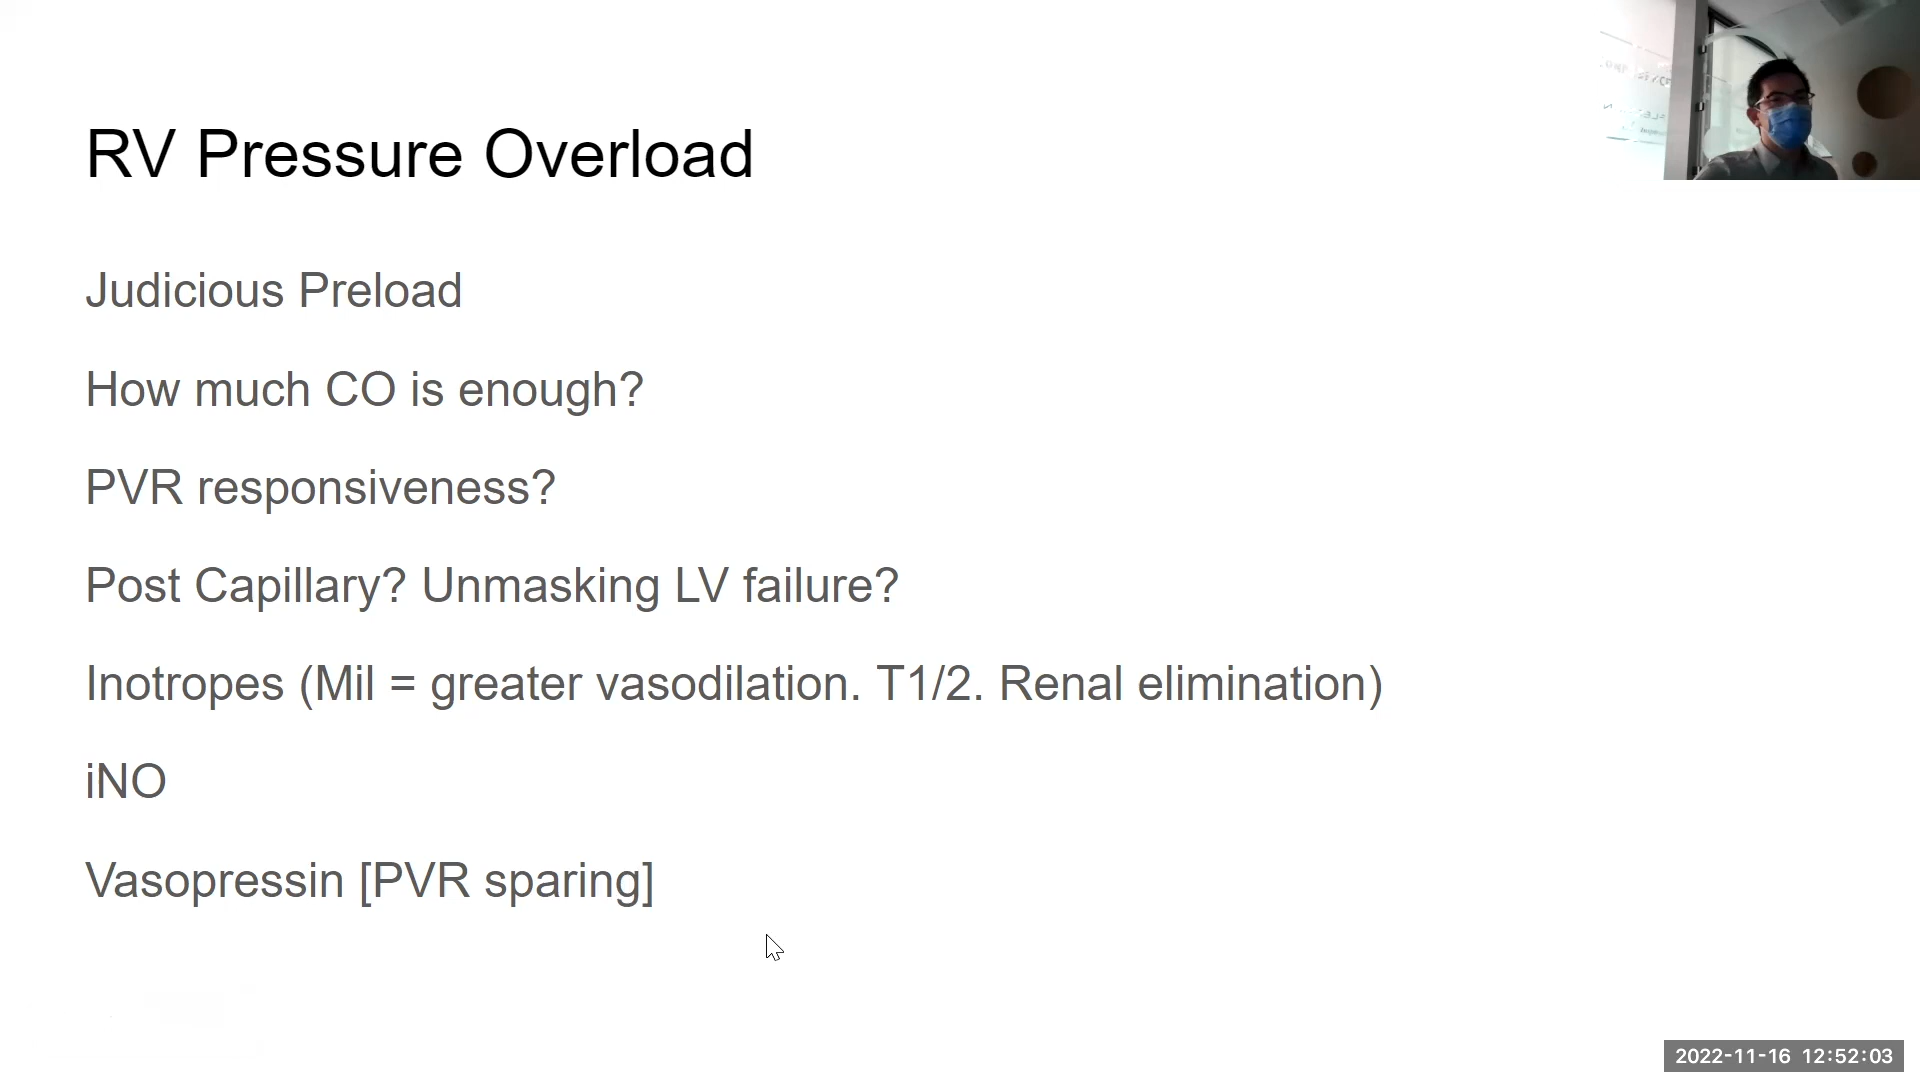 RV Pressure Overload
Judicious Preload
How much CO is enough?
PVR responsiveness?
Post Capillary? Unmasking LV failure?
Inotropes (Mil = greater vasodilation. T1/2. Renal elimination)
iNO
Vasopressin [PVR sparing]
2022-11-16 12:52:03